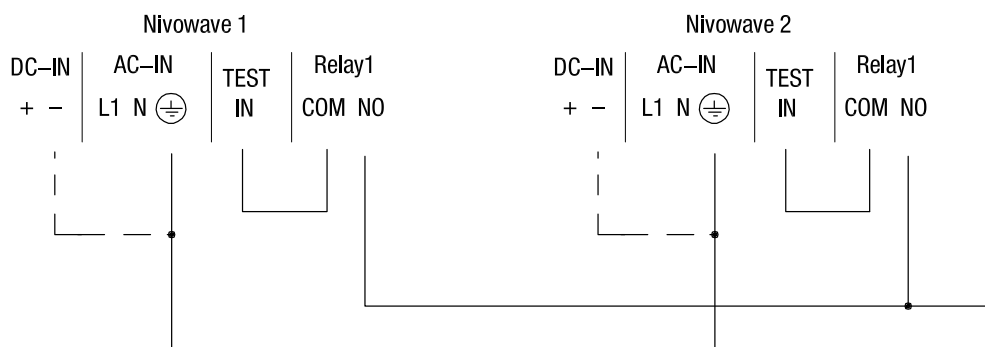 Nivowave 1 Nivowave 2
DC–IN AC–IN TEST IN Relay1 DC–IN AC–IN TEST IN Relay1
+ – L1 N COM NO + – L1 N COM NO